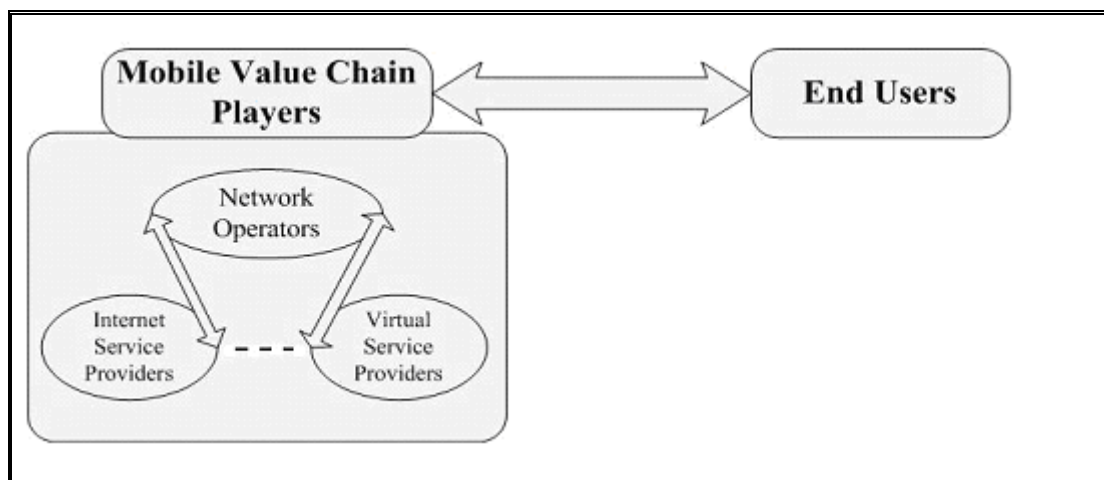 Mobile Value Chain
Players
End Users
Network
Operators
Internet
Service
Providers
Virtual
Service
Providers